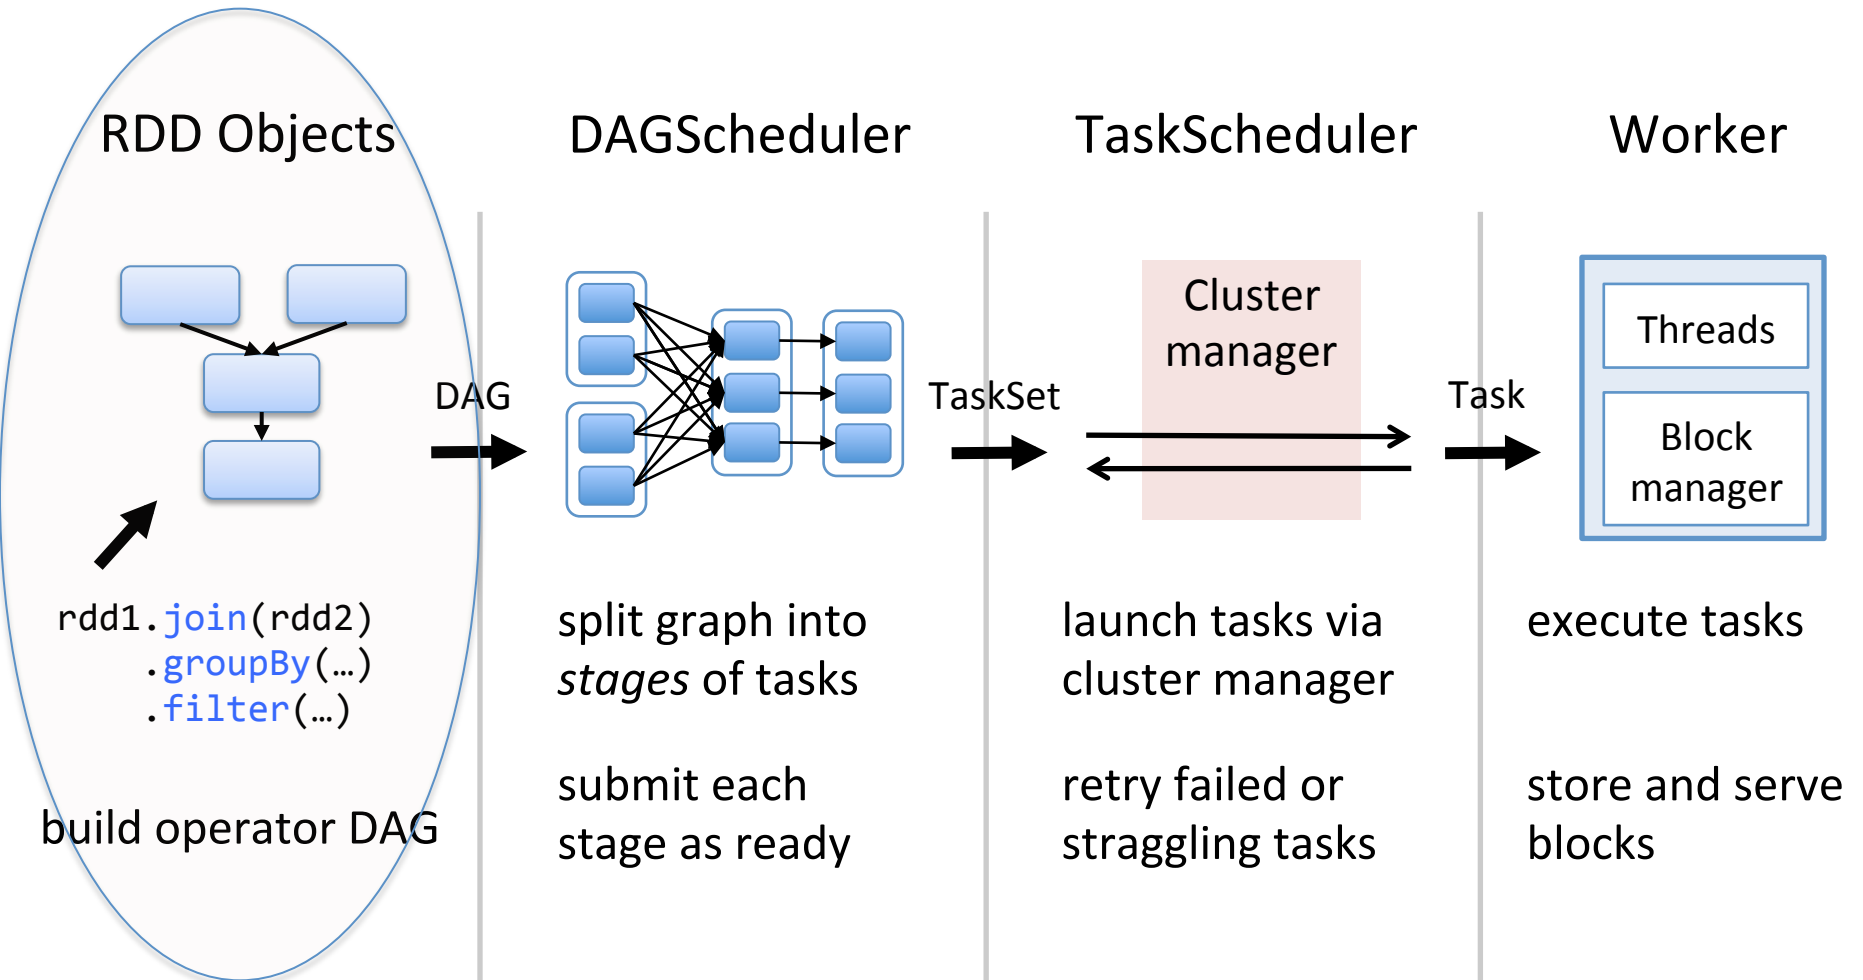 RDD Objects
DAGScheduler
TaskScheduler
Worker
DAG
TaskSet
Cluster
manager
Task
Threads
Block
manager
rdd1.join(rdd2)
.groupBy(…)
.filter(…)
build operator DAG
split graph into
stages of tasks
submit each
stage as ready
launch tasks via
cluster manager
retry failed or
straggling tasks
execute tasks
store and serve
blocks